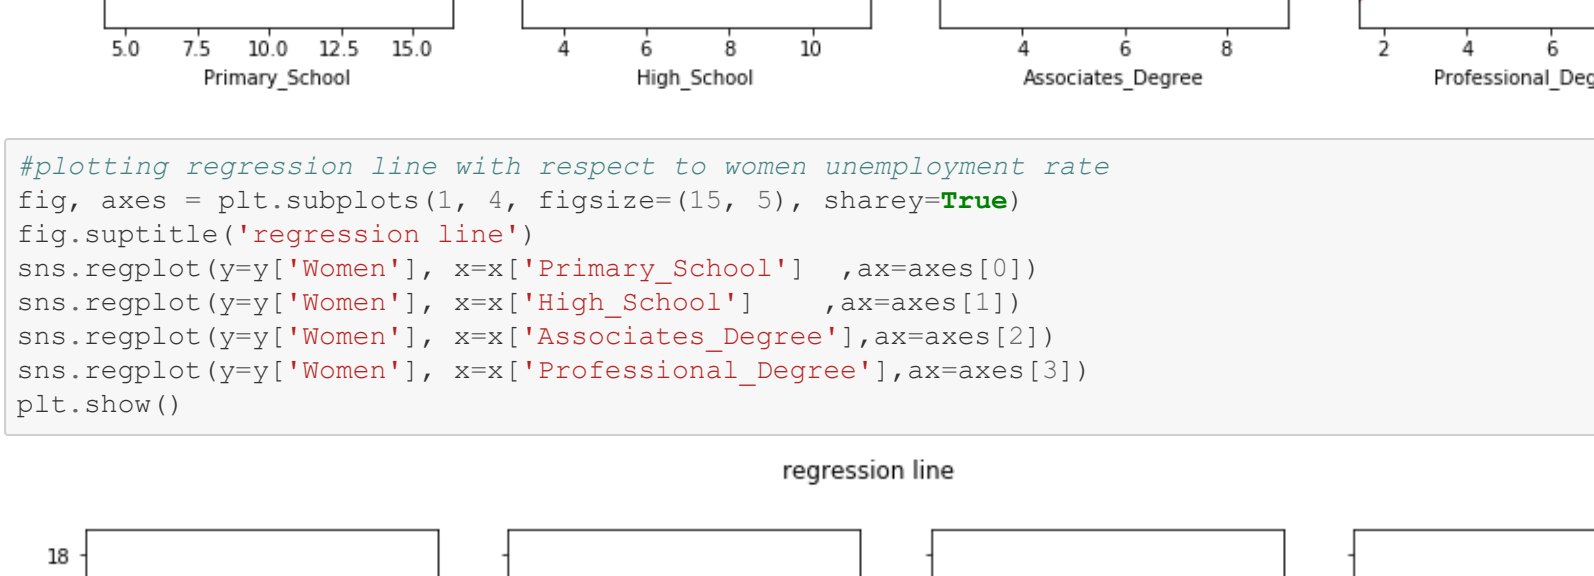 5.0 7.5 10.0 12.5 15.0 4 6 8 10 4 6 8 2 4 6
Primary_School High_School Associates_Degree Professional_Deg
#plotting regression line with respect to women unemployment rate
fig, axes = plt.subplots(1, 4, figsize=(15, 5), sharey=True)
fig.suptitle('regression line')
sns.regplot(y=y['Women'], x=x['Primary_School']  ,ax=axes[0])
sns.regplot(y=y['Women'], x=x['High_School']    ,ax=axes[1])
sns.regplot(y=y['Women'], x=x['Associates_Degree'],ax=axes[2])
sns.regplot(y=y['Women'], x=x['Professional_Degree'],ax=axes[3])
plt.show()
regression line
18